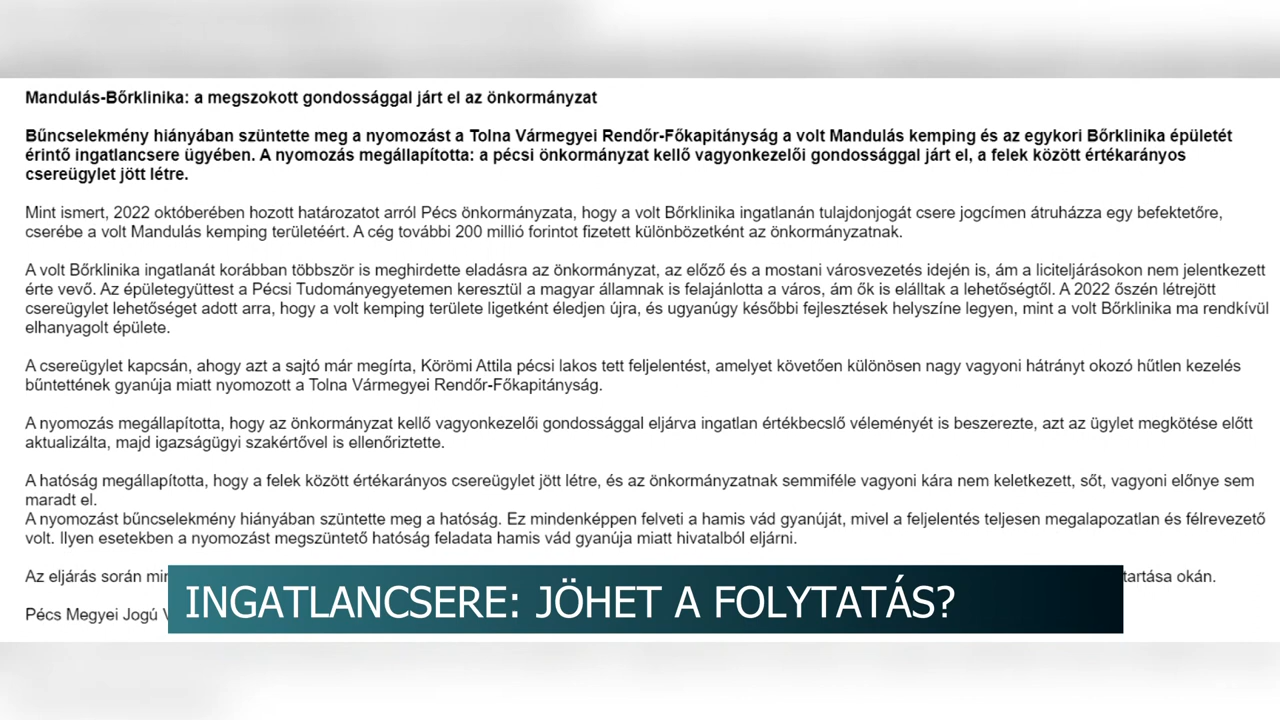 Mandulás-Bőrklinika: a megszokott gondossággal járt el az önkormányzat
Bűncselekmény hiányában szüntette meg a nyomozást a Tolna Vármegyei Rendőr-Főkapitányság a volt Mandulás kemping és az egykori Bőrklinika épületét
érintő ingatlancsere ügyében. A nyomozás megállapította: a pécsi önkormányzat kellő vagyonkezelői gondossággal járt el, a felek között értékarányos
csereügylet jött létre.
Mint ismert, 2022 októberében hozott határozatot arról Pécs önkormányzata, hogy a volt Bőrklinika ingatlanán tulajdonjogát csere jogcímen átruházza egy befektetőre,
cserébe a volt Mandulás kemping területéért. A cég további 200 millió forintot fizetett különbözetként az önkormányzatnak.
A volt Bőrklinika ingatlanát korábban többször is meghirdette eladásra az önkormányzat, az előző és a mostani városvezetés idején is, ám a liciteljárásokon nem jelentkezett
érte vevő. Az épületegyüttest a Pécsi Tudományegyetemen keresztül a magyar államnak is felajánlotta a város, ám ők is elálltak a lehetőségtől. A 2022 őszén létrejött
csereügylet lehetőséget adott arra, hogy a volt kemping területe ligetként éledjen újra, és ugyanúgy későbbi fejlesztések helyszíne legyen, mint a volt Bőrklinika ma rendkívül
elhanyagolt épülete.
A csereügylet kapcsán, ahogy azt a sajtó már megírta, Körömi Attila pécsi lakos tett feljelentést, amelyet követően különösen nagy vagyoni hátrányt okozó hűtlen kezelés
bűntettének gyanúja miatt nyomozott a Tolna Vármegyei Rendőr-Főkapitányság.
A nyomozás megállapította, hogy az önkormányzat kellő vagyonkezelői gondossággal eljárva ingatlan értékbecslő véleményét is beszerezte, azt az ügylet megkötése előtt
aktualizálta, majd igazságügyi szakértővel is ellenőriztette.
A hatóság megállapította, hogy a felek között értékarányos csereügylet jött létre, és az önkormányzatnak semmiféle vagyoni kára nem keletkezett, sőt, vagyoni előnye sem
maradt el.
A nyomozást bűncselekmény hiányában szüntette meg a hatóság. Ez mindenképpen felveti a hamis vád gyanúját, mivel a feljelentés teljesen megalapozatlan és félrevezető
volt. Ilyen esetekben a nyomozást megszüntető hatóság feladata hamis vád gyanúja miatt hivatalból eljárni.
Az eljárás során tartása okán.
Pécs Megyei Jogú
INGATLANCSERE: JÖHET A FOLYTATÁS?